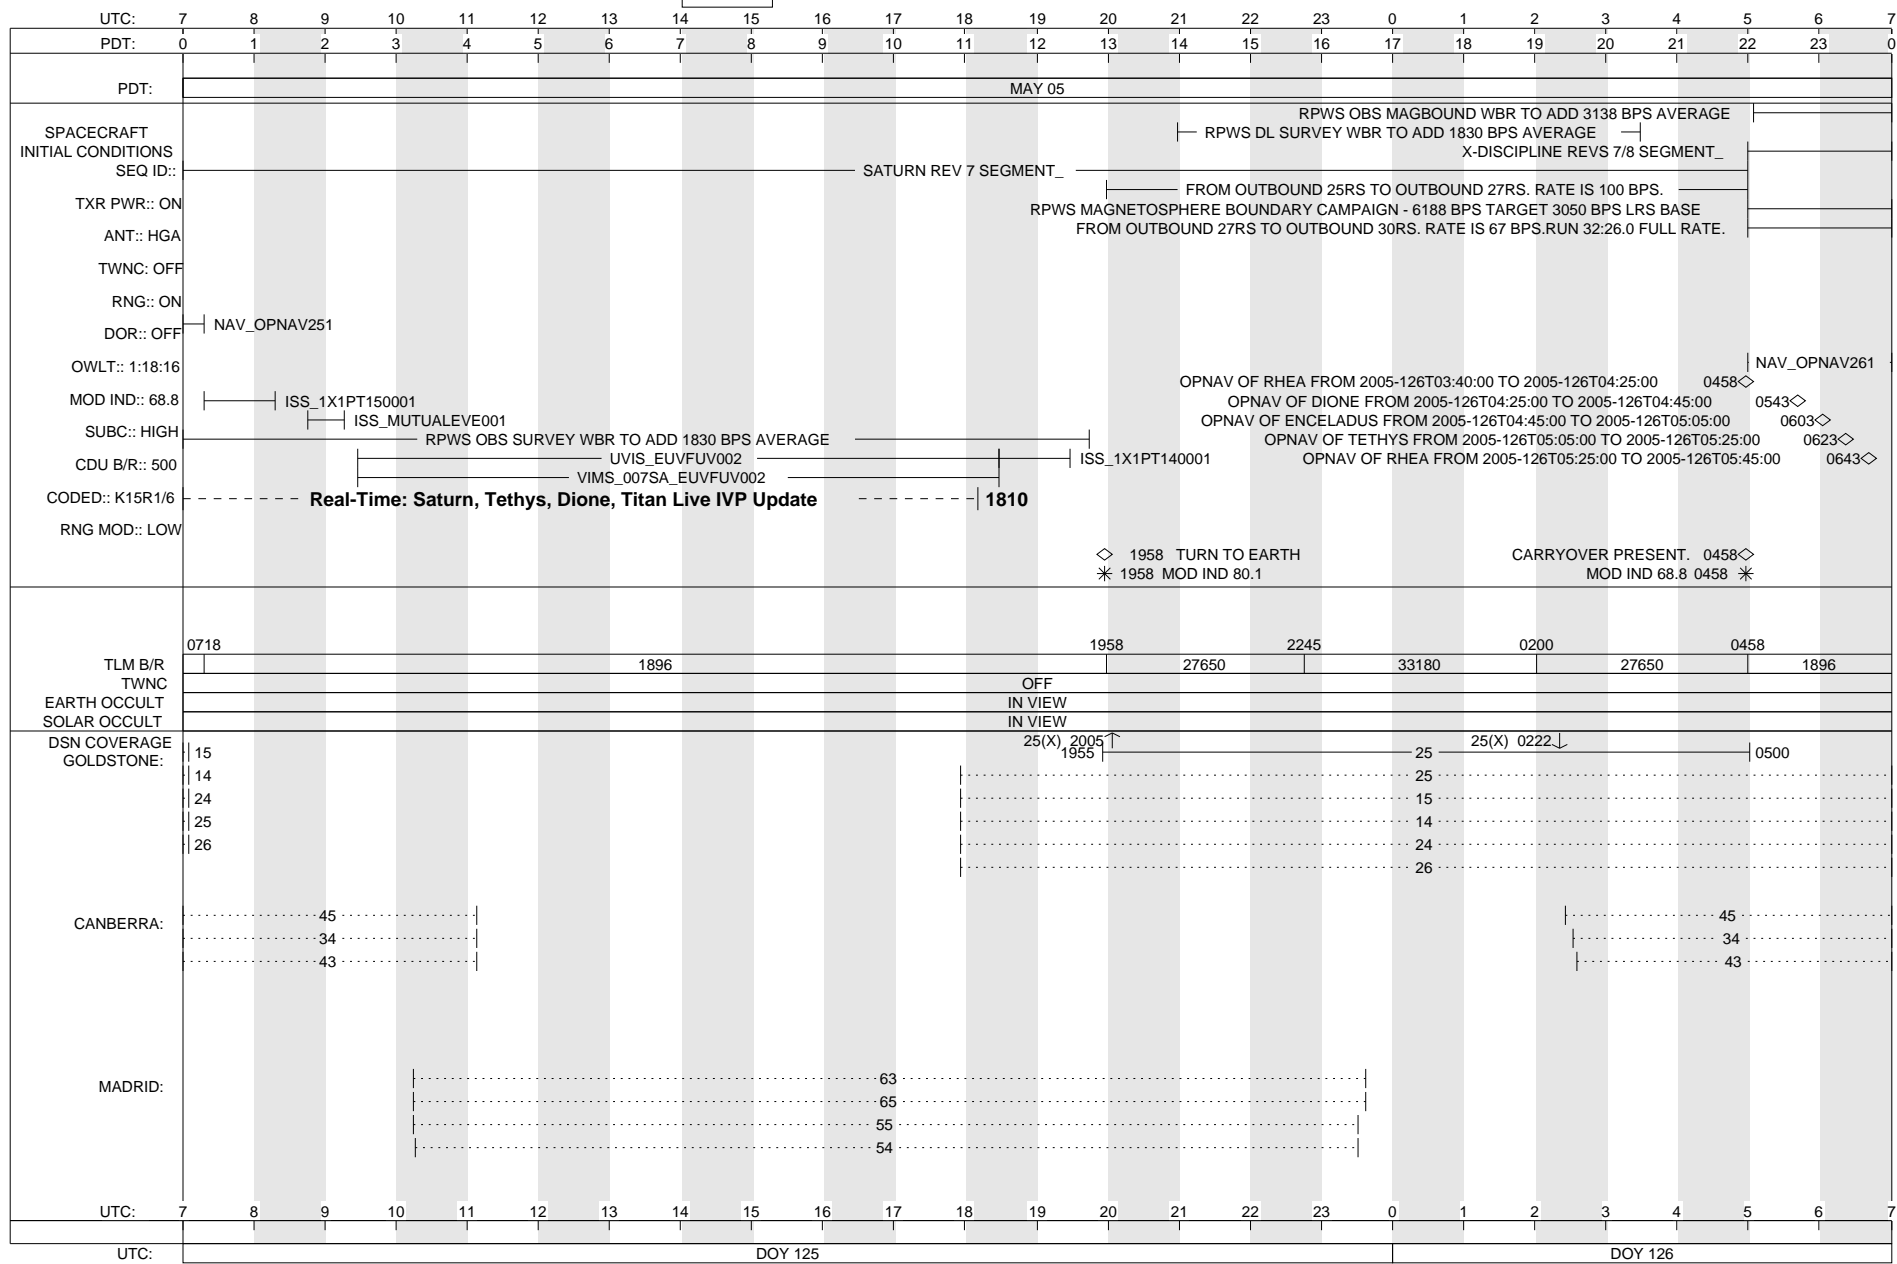 UTC: 7 8 9 10 11 12 13 14 15 16 17 18 19 20 21 22 23 0 1 2 3 4 5 6 7
PDT: 0 1 2 3 4 5 6 7 8 9 10 11 12 13 14 15 16 17 18 19 20 21 22 23 0
PDT: MAY 05
RPWS OBS MAGBOUND WBR TO ADD 3138 BPS AVERAGE
SPACECRAFT RPWS DL SURVEY WBR TO ADD 1830 BPS AVERAGE
INITIAL CONDITIONS X-DISCIPLINE REVS 7/8 SEGMENT_
SEQ ID:: SATURN REV 7 SEGMENT_
FROM OUTBOUND 25RS TO OUTBOUND 27RS. RATE IS 100 BPS.
TXR PWR:: ON RPWS MAGNETOSPHERE BOUNDARY CAMPAIGN - 6188 BPS TARGET 3050 BPS LRS BASE
ANT:: HGA FROM OUTBOUND 27RS TO OUTBOUND 30RS. RATE IS 67 BPS.RUN 32:26.0 FULL RATE.
TWNC: OFF
RNG:: ON
NAV_OPNAV251
DOR:: OFF
OWLT:: 1:18:16 NAV_OPNAV261
OPNAV OF RHEA FROM 2005-126T03:40:00 TO 2005-126T04:25:00 0458
MOD IND:: 68.8 ISS_1X1PT150001 OPNAV OF DIONE FROM 2005-126T04:25:00 TO 2005-126T04:45:00 0543
ISS_MUTUALEVE001 OPNAV OF ENCELADUS FROM 2005-126T04:45:00 TO 2005-126T05:05:00 0603
SUBC:: HIGH RPWS OBS SURVEY WBR TO ADD 1830 BPS AVERAGE OPNAV OF TETHYS FROM 2005-126T05:05:00 TO 2005-126T05:25:00 0623
CDU B/R:: 500 UVIS_EUVFUV002 ISS_1X1PT140001 OPNAV OF RHEA FROM 2005-126T05:25:00 TO 2005-126T05:45:00 0643
VIMS_007SA_EUVFUV002
CODED:: K15R1/6 Real-Time: Saturn, Tethys, Dione, Titan Live IVP Update 1810
RNG MOD:: LOW
1958 TURN TO EARTH CARRYOVER PRESENT. 0458
1958 MOD IND 80.1 MOD IND 68.8 0458
0718 1958 2245 0200 0458
TLM B/R 1896 27650 33180 27650 1896
TWNC OFF
EARTH OCCULT IN VIEW
SOLAR OCCULT IN VIEW
DSN COVERAGE 25(X) 2005 25(X) 0222
GOLDSTONE: 15 1955 25 0500
14 25
24 15
25 14
26 24
26
CANBERRA: 45 45
34 34
43 43
MADRID: 63
65
55
54
UTC: 7 8 9 10 11 12 13 14 15 16 17 18 19 20 21 22 23 0 1 2 3 4 5 6 7
UTC: DOY 125 DOY 126